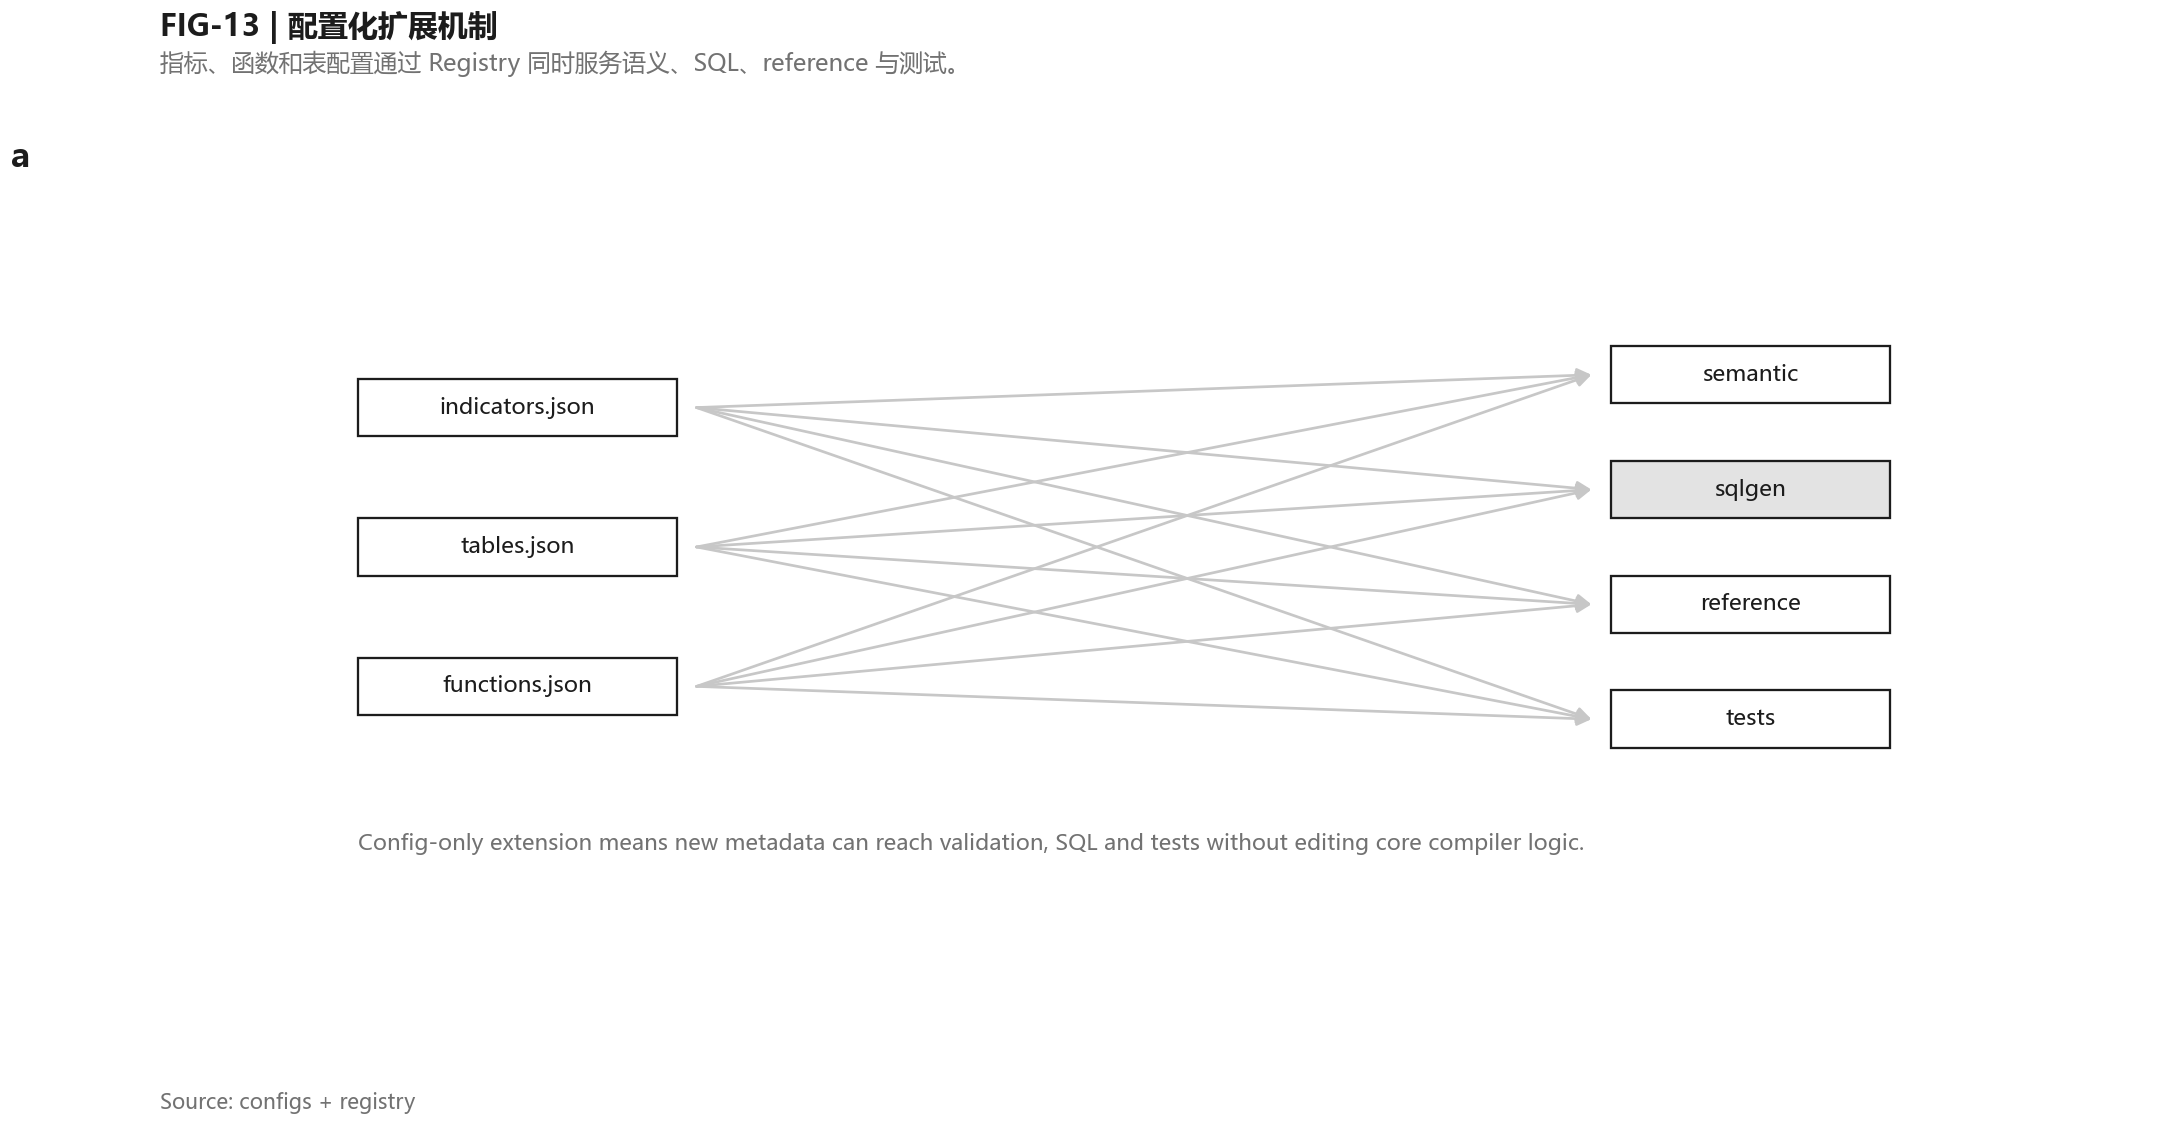 FIG-13 | 配置化扩展机制
指标、函数和表配置通过 Registry 同时服务语义、SQL、reference 与测试。
a
indicators.json
tables.json
functions.json
semantic
sqlgen
reference
tests
Config-only extension means new metadata can reach validation, SQL and tests without editing core compiler logic.
Source: configs + registry